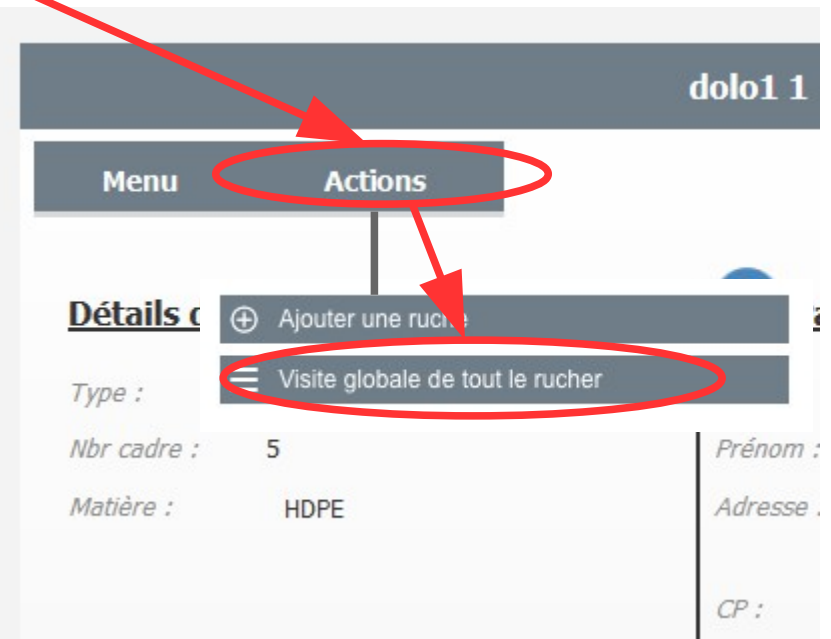 dolo1 1
Menu Actions
Détails
Ajouter une ruche
Visite globale de tout le rucher
Type :
Nbr cadre : 5
Prénom :
Matière : HDPE
Adresse :
CP :